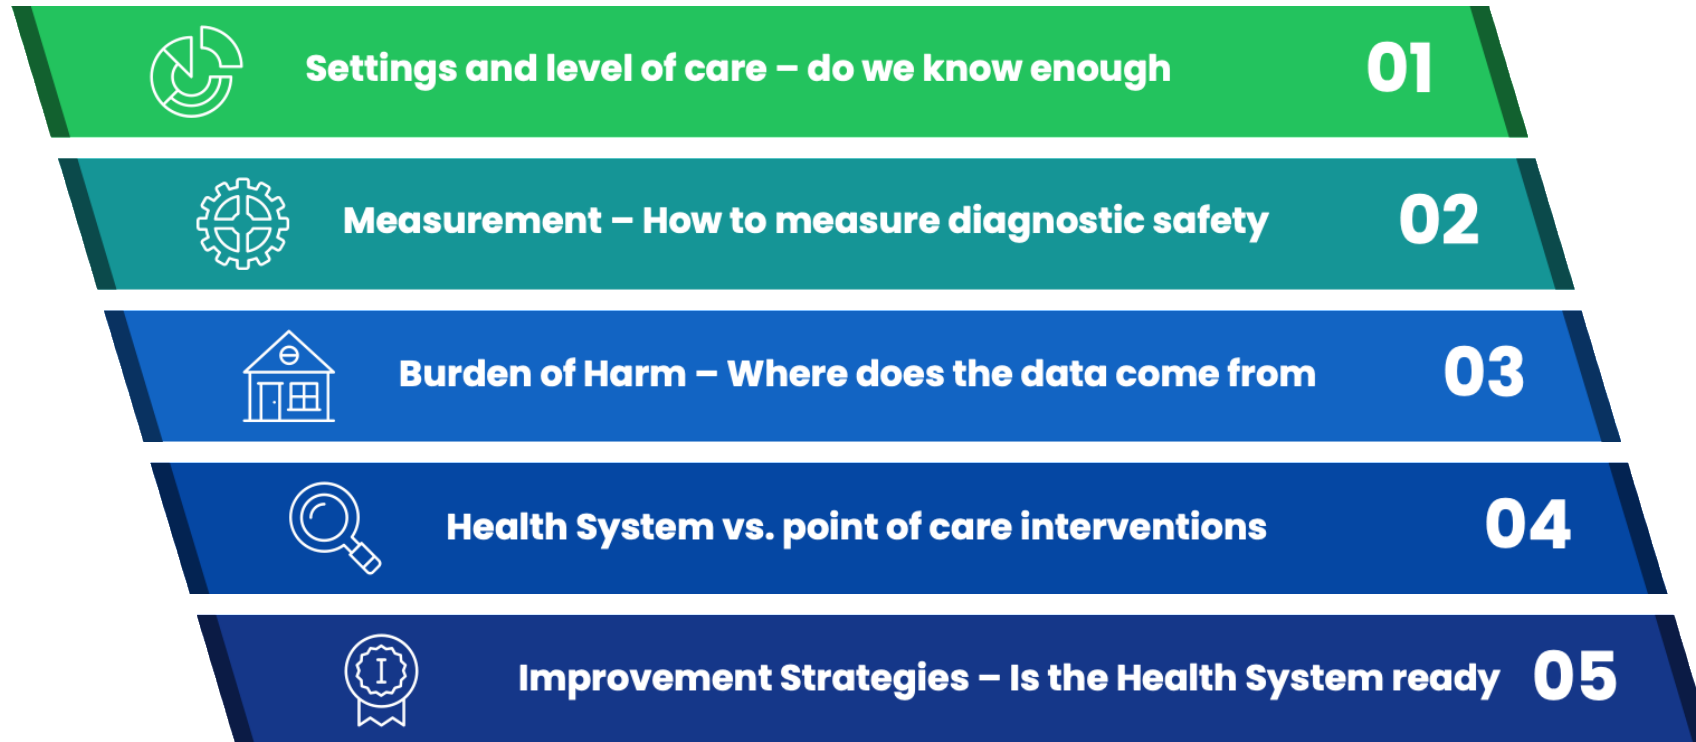 Settings and level of care – do we know enough 01
Measurement – How to measure diagnostic safety 02
Burden of Harm – Where does the data come from 03
Health System vs. point of care interventions 04
I
Improvement Strategies – Is the Health System ready 05